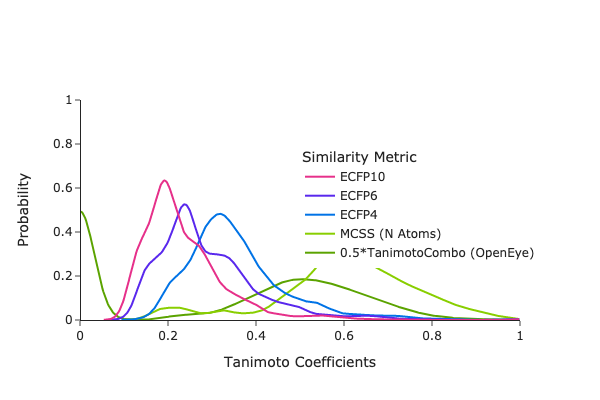 1
0.8
0.6
0.4
0.2
0
Probability
Similarity Metric
ECFP10
ECFP6
ECFP4
MCSS (N Atoms)
0.5*TanimotoCombo (OpenEye)
0 0.2 0.4 0.6 0.8 1
Tanimoto Coefficients